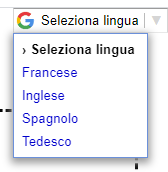 Seleziona lingua ▼
› Seleziona lingua
Francese
Inglese
Spagnolo
Tedesco